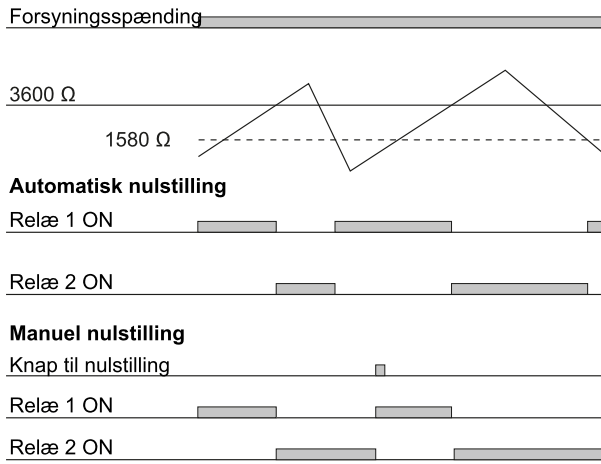 Forsyningsspænding
3600 Ω
1580 Ω
Automatisk nulstilling
Relæ 1 ON
Relæ 2 ON
Manuel nulstilling
Knap til nulstilling
Relæ 1 ON
Relæ 2 ON